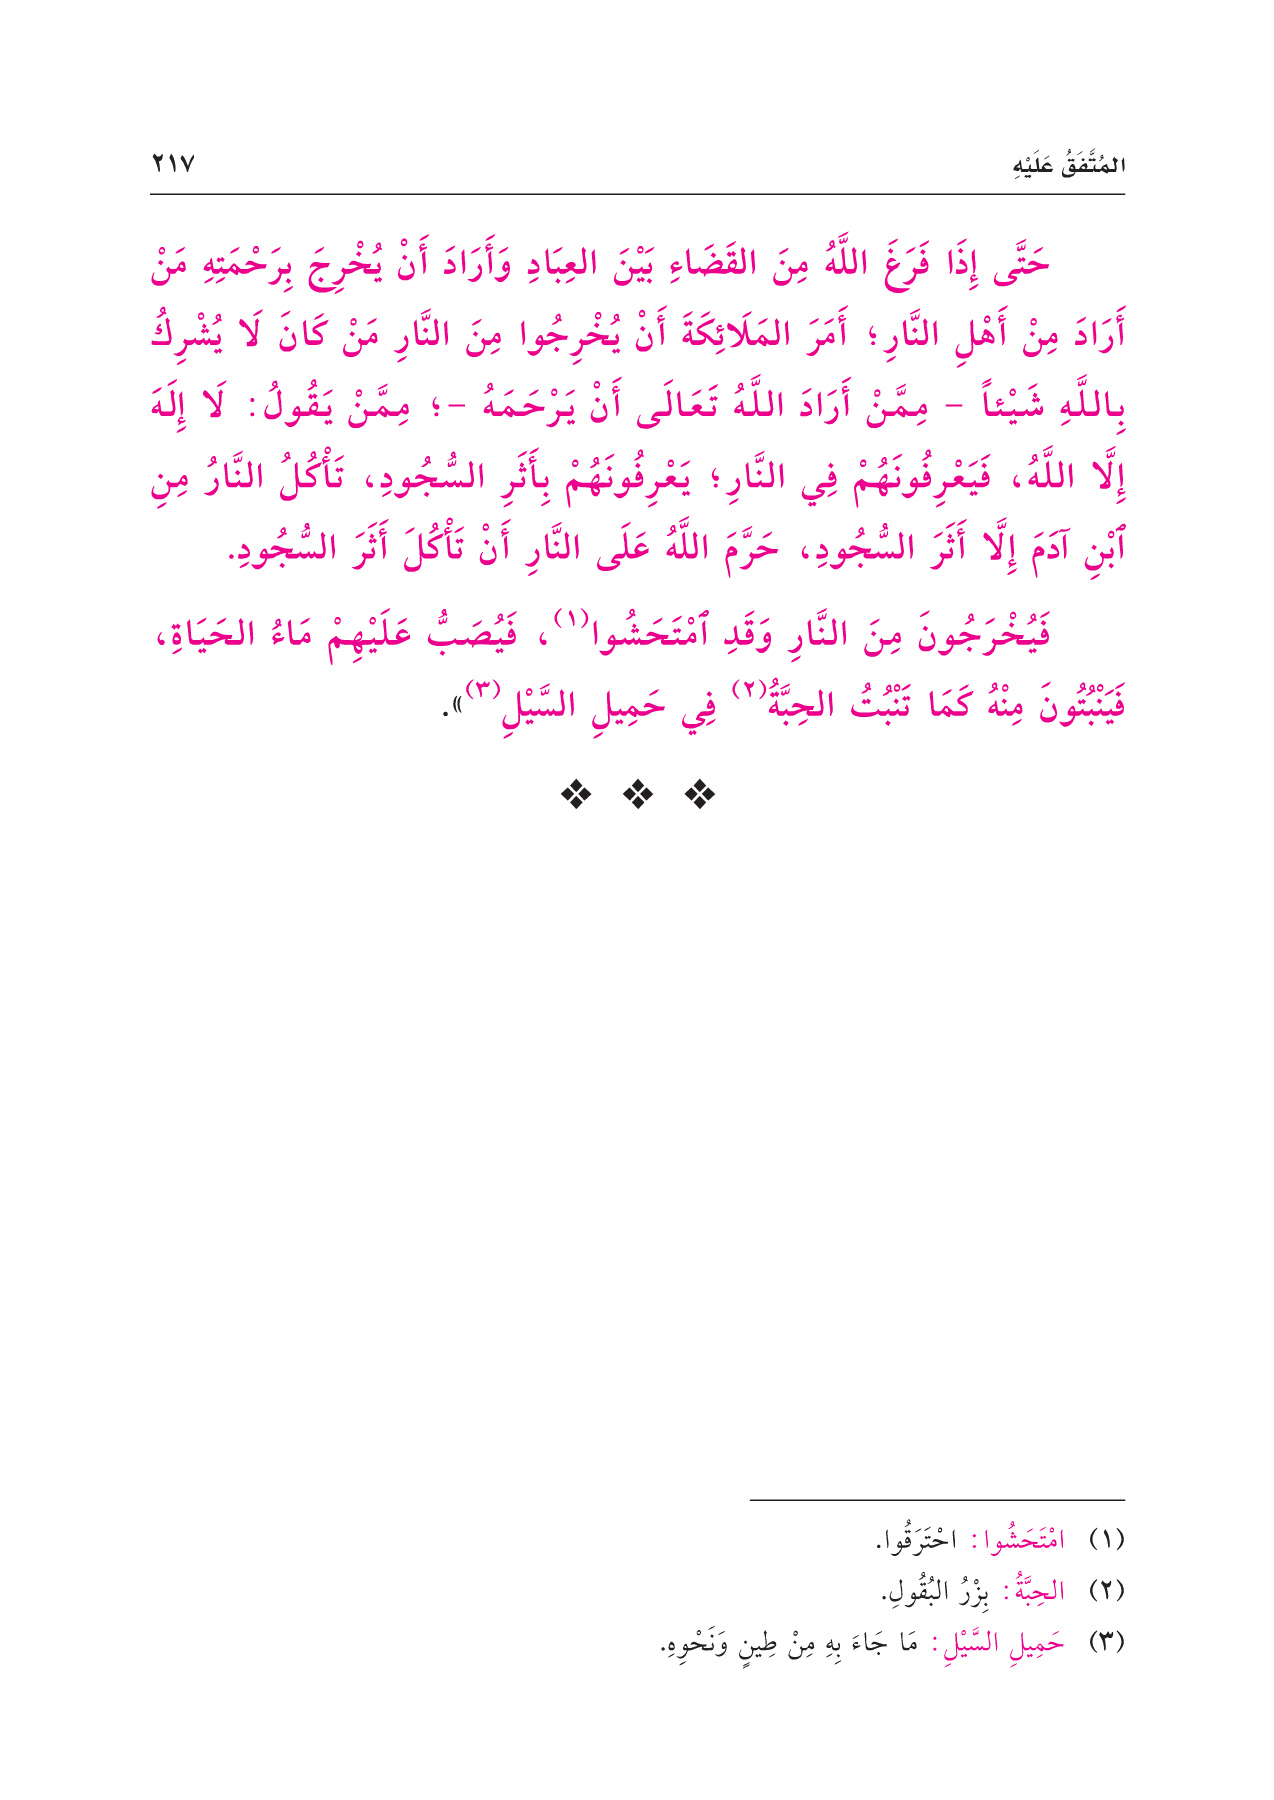 المُتَّفَقُ عَلَيْهِ ٢١٧
حَتَّى إِذَا فَرَغَ اللَّهُ مِنَ القَضَاءِ بَيْنَ العِبَادِ وَأَرَادَ أَنْ يُخْرِجَ بِرَحْمَتِهِ مَنْ
أَرَادَ مِنْ أَهْلِ النَّارِ؛ أَمَرَ المَلَائِكَةَ أَنْ يُخْرِجُوا مِنَ النَّارِ مَنْ كَانَ لَا يُشْرِكُ
بِاللَّهِ شَيْئاً - مِمَّنْ أَرَادَ اللَّهُ تَعَالَى أَنْ يَرْحَمَهُ -؛ مِمَّنْ يَقُولُ: لَا إِلَهَ
إِلَّا اللَّهُ، فَيَعْرِفُونَهُمْ فِي النَّارِ؛ يَعْرِفُونَهُمْ بِأَثَرِ السُّجُودِ، تَأْكُلُ النَّارُ مِنِ
ٱبْنِ آدَمَ إِلَّا أَثَرَ السُّجُودِ، حَرَّمَ اللَّهُ عَلَى النَّارِ أَنْ تَأْكُلَ أَثَرَ السُّجُودِ.
فَيُخْرَجُونَ مِنَ النَّارِ وَقَدِ ٱمْتَحَشُوا(١)، فَيُصَبُّ عَلَيْهِمْ مَاءُ الحَيَاةِ،
فَيَنْبُتُونَ مِنْهُ كَمَا تَنْبُتُ الحِبَّةُ(٢) فِي حَمِيلِ السَّيْلِ(٣)».
(١) امْتَحَشُوا: احْتَرَقُوا.
(٢) الحِبَّةُ: بِزْرُ البُقُولِ.
(٣) حَمِيلِ السَّيْلِ: مَا جَاءَ بِهِ مِنْ طِينٍ وَنَحْوِهِ.